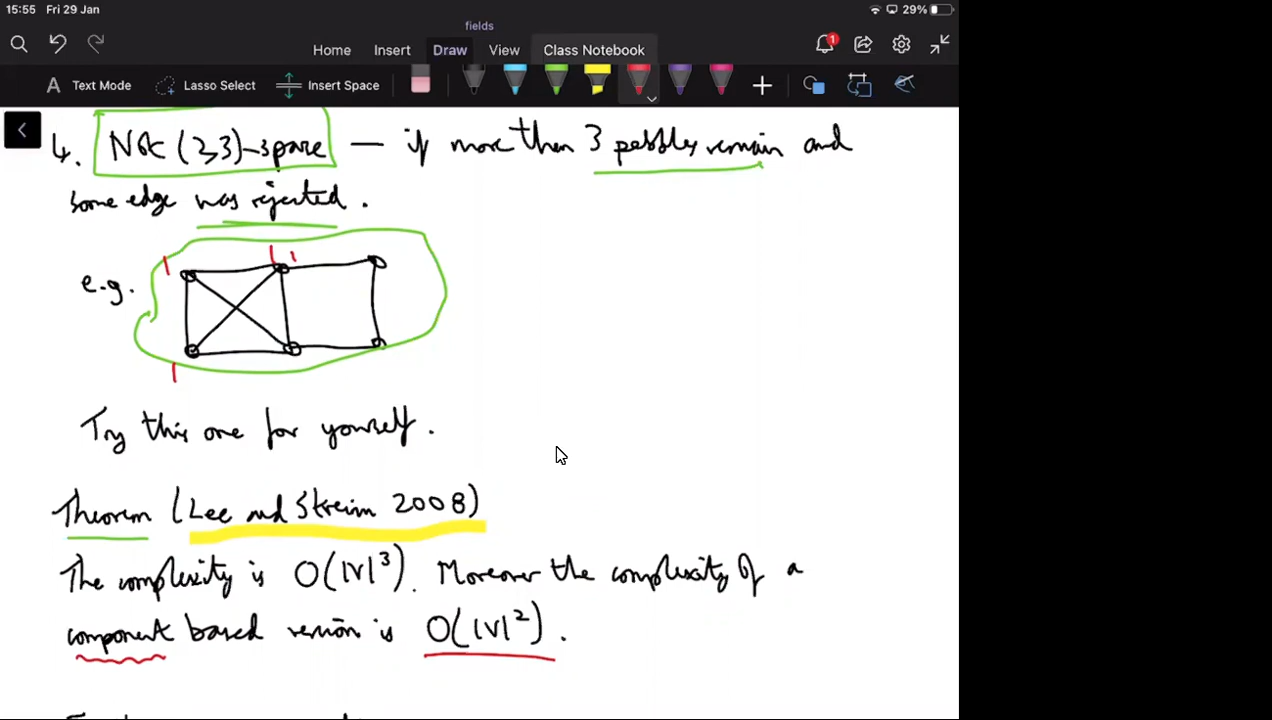 15:55 Fri 29 Jan
29%
fields
Home Insert Draw View Class Notebook
1
A Text Mode Lasso Select Insert Space
4. Not (2,3)-sparse — if more than 3 pebbles remain and
some edge was rejected.
e.g.
Try this one for yourself.
Theorem (Lee and Streinu 2008)
The complexity is O(|V|³). Moreover the complexity of a
component based version is O(|V|²).